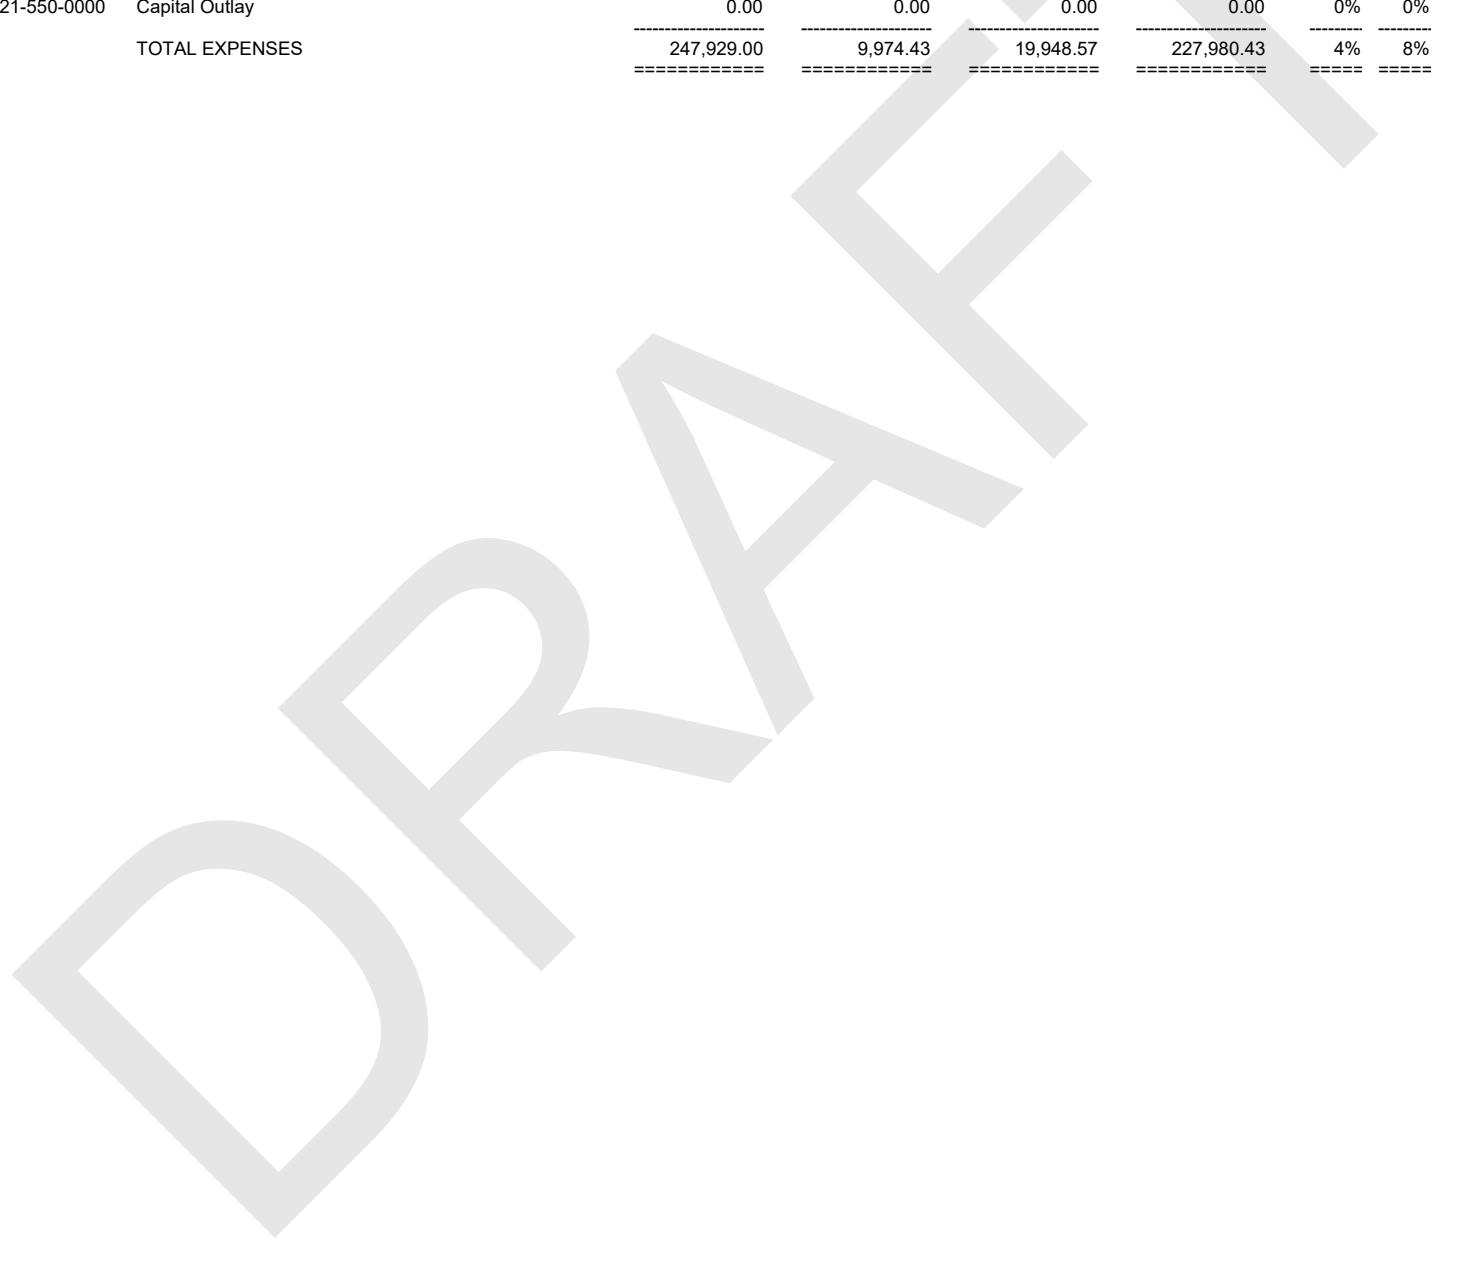 21-550-0000 Capital Outlay 0.00 0.00 0.00 0.00 0% 0%
--------------------- --------------------- --------------------- --------------------- -------- --------
TOTAL EXPENSES 247,929.00 9,974.43 19,948.57 227,980.43 4% 8%
============ ============ ============ ============ ===== =====
DRAFT